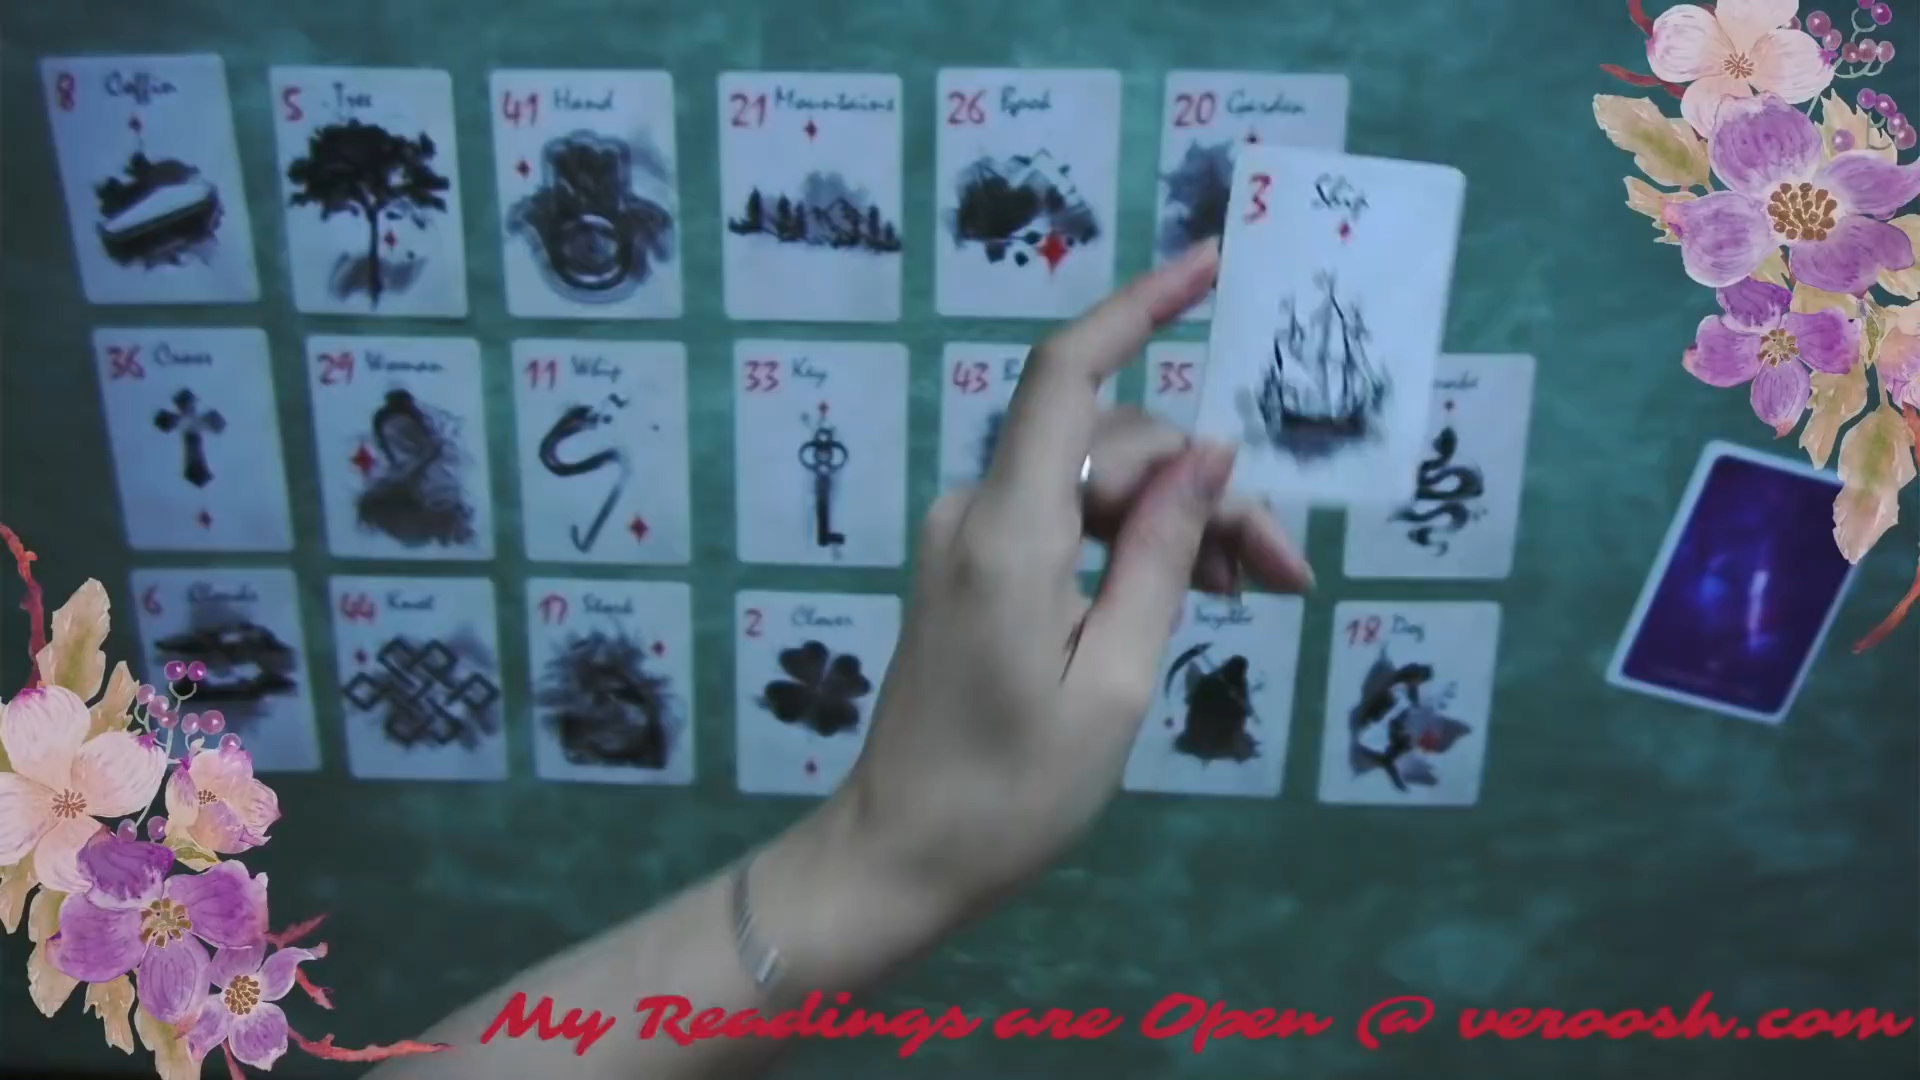 8 Coffin
5 Tree
41 Hand
21 Mountains
26 Book
20 Garden
3 Ship
36 Cross
29 Woman
11 Whip
33 Key
43
35
6 Clouds
44 Knot
17 Stork
2 Clover
Scythe
18 Dog
My Readings are Open @ veroosh.com